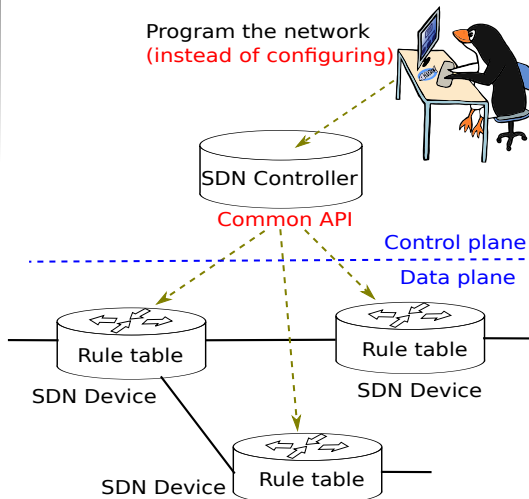 Program the network
(instead of configuring)
SDN Controller
Common API
Control plane
Data plane
Rule table
SDN Device
Rule table
SDN Device
Rule table
SDN Device